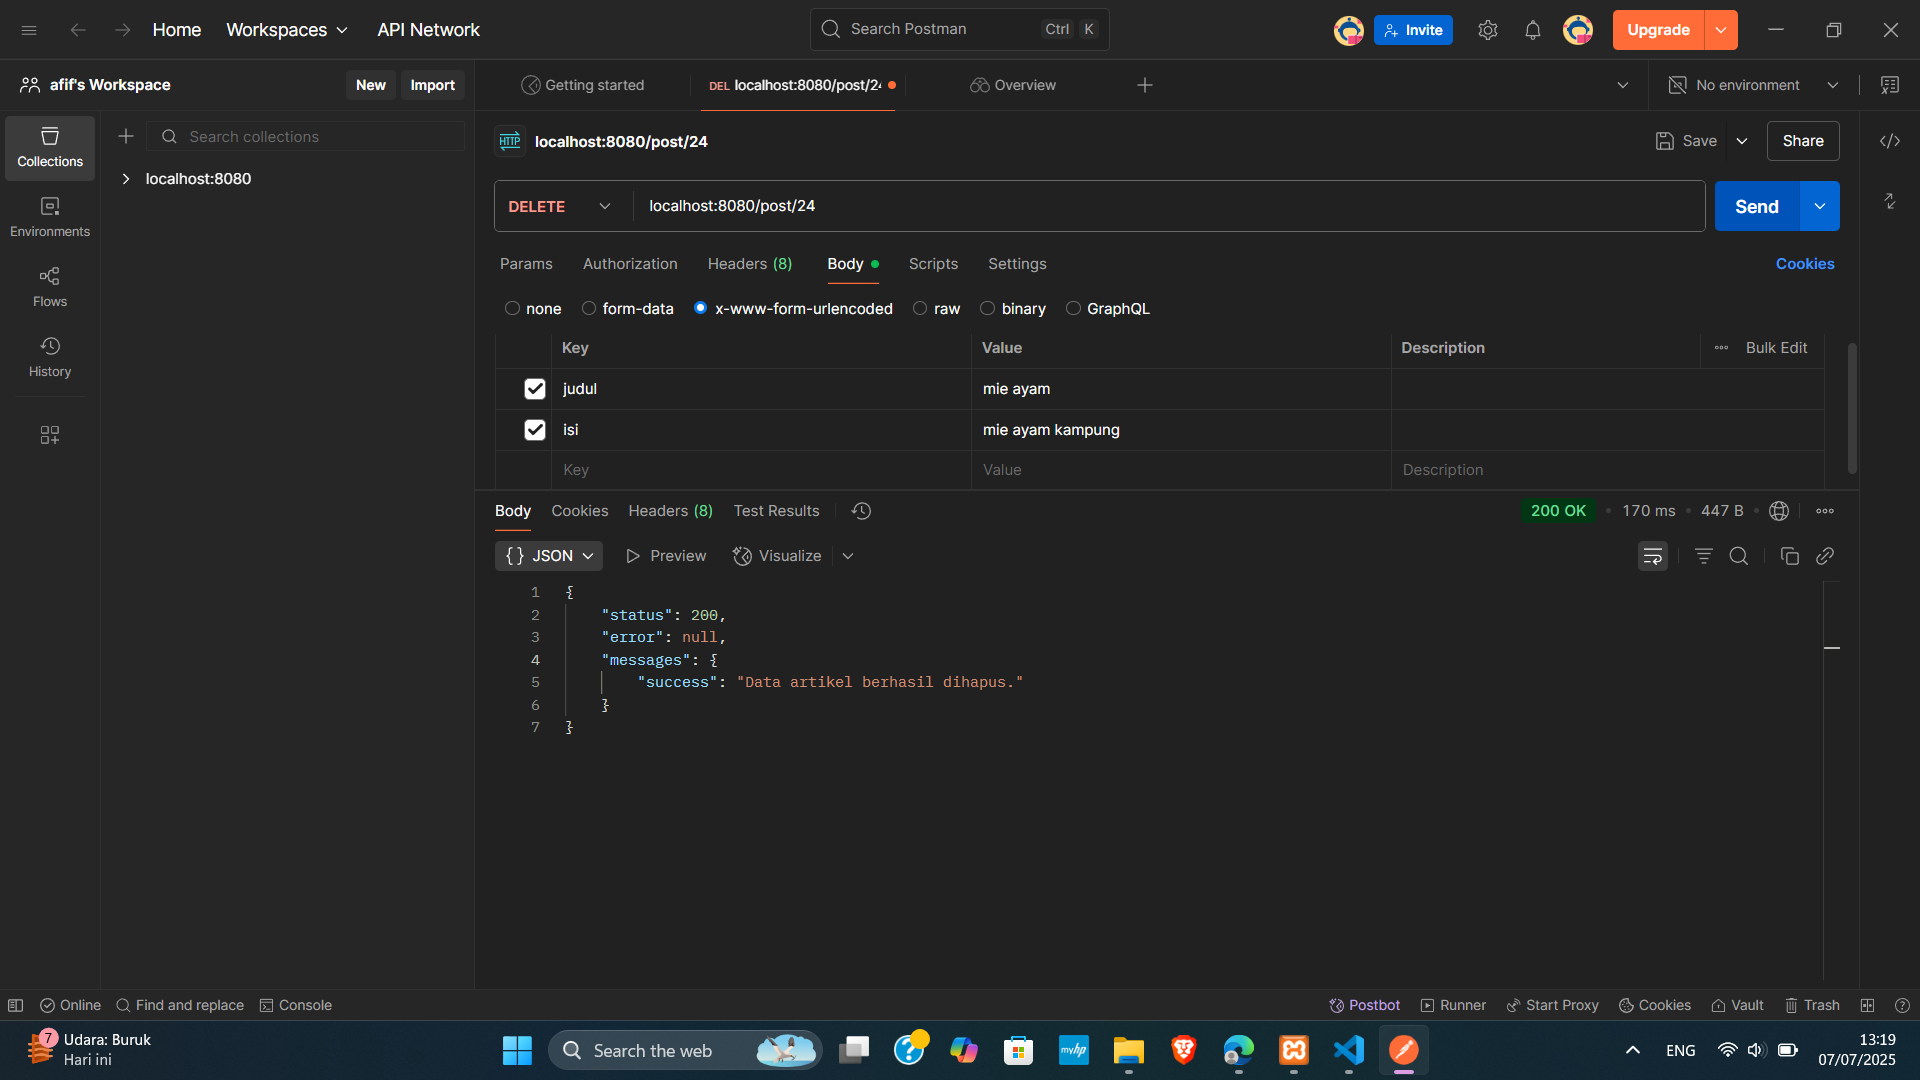 Home
Workspaces
API Network
Search Postman
Ctrl K
Invite
Upgrade
afif's Workspace
New
Import
Getting started
DEL localhost:8080/post/24
Overview
No environment
Collections
Search collections
localhost:8080
Environments
Flows
History
HTTP
localhost:8080/post/24
Save
Share
DELETE
localhost:8080/post/24
Send
Params
Authorization
Headers (8)
Body
Scripts
Settings
Cookies
none
form-data
x-www-form-urlencoded
raw
binary
GraphQL
Key
Value
Description
Bulk Edit
judul
mie ayam
isi
mie ayam kampung
Key
Value
Description
Body
Cookies
Headers (8)
Test Results
200 OK
170 ms
447 B
{} JSON
Preview
Visualize
1 {
2 "status": 200,
3 "error": null,
4 "messages": {
5 "success": "Data artikel berhasil dihapus."
6 }
7 }
Online
Find and replace
Console
Postbot
Runner
Start Proxy
Cookies
Vault
Trash
7
Udara: Buruk
Hari ini
Search the web
myhp
ENG
13:19
07/07/2025